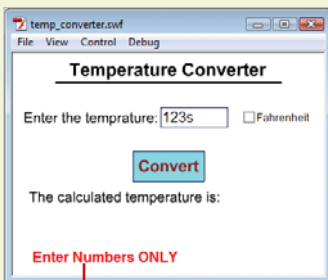 temp_converter.swf
File View Control Debug
Temperature Converter
Enter the temprature: 123s Fahrenheit
Convert
The calculated temperature is:
Enter Numbers ONLY